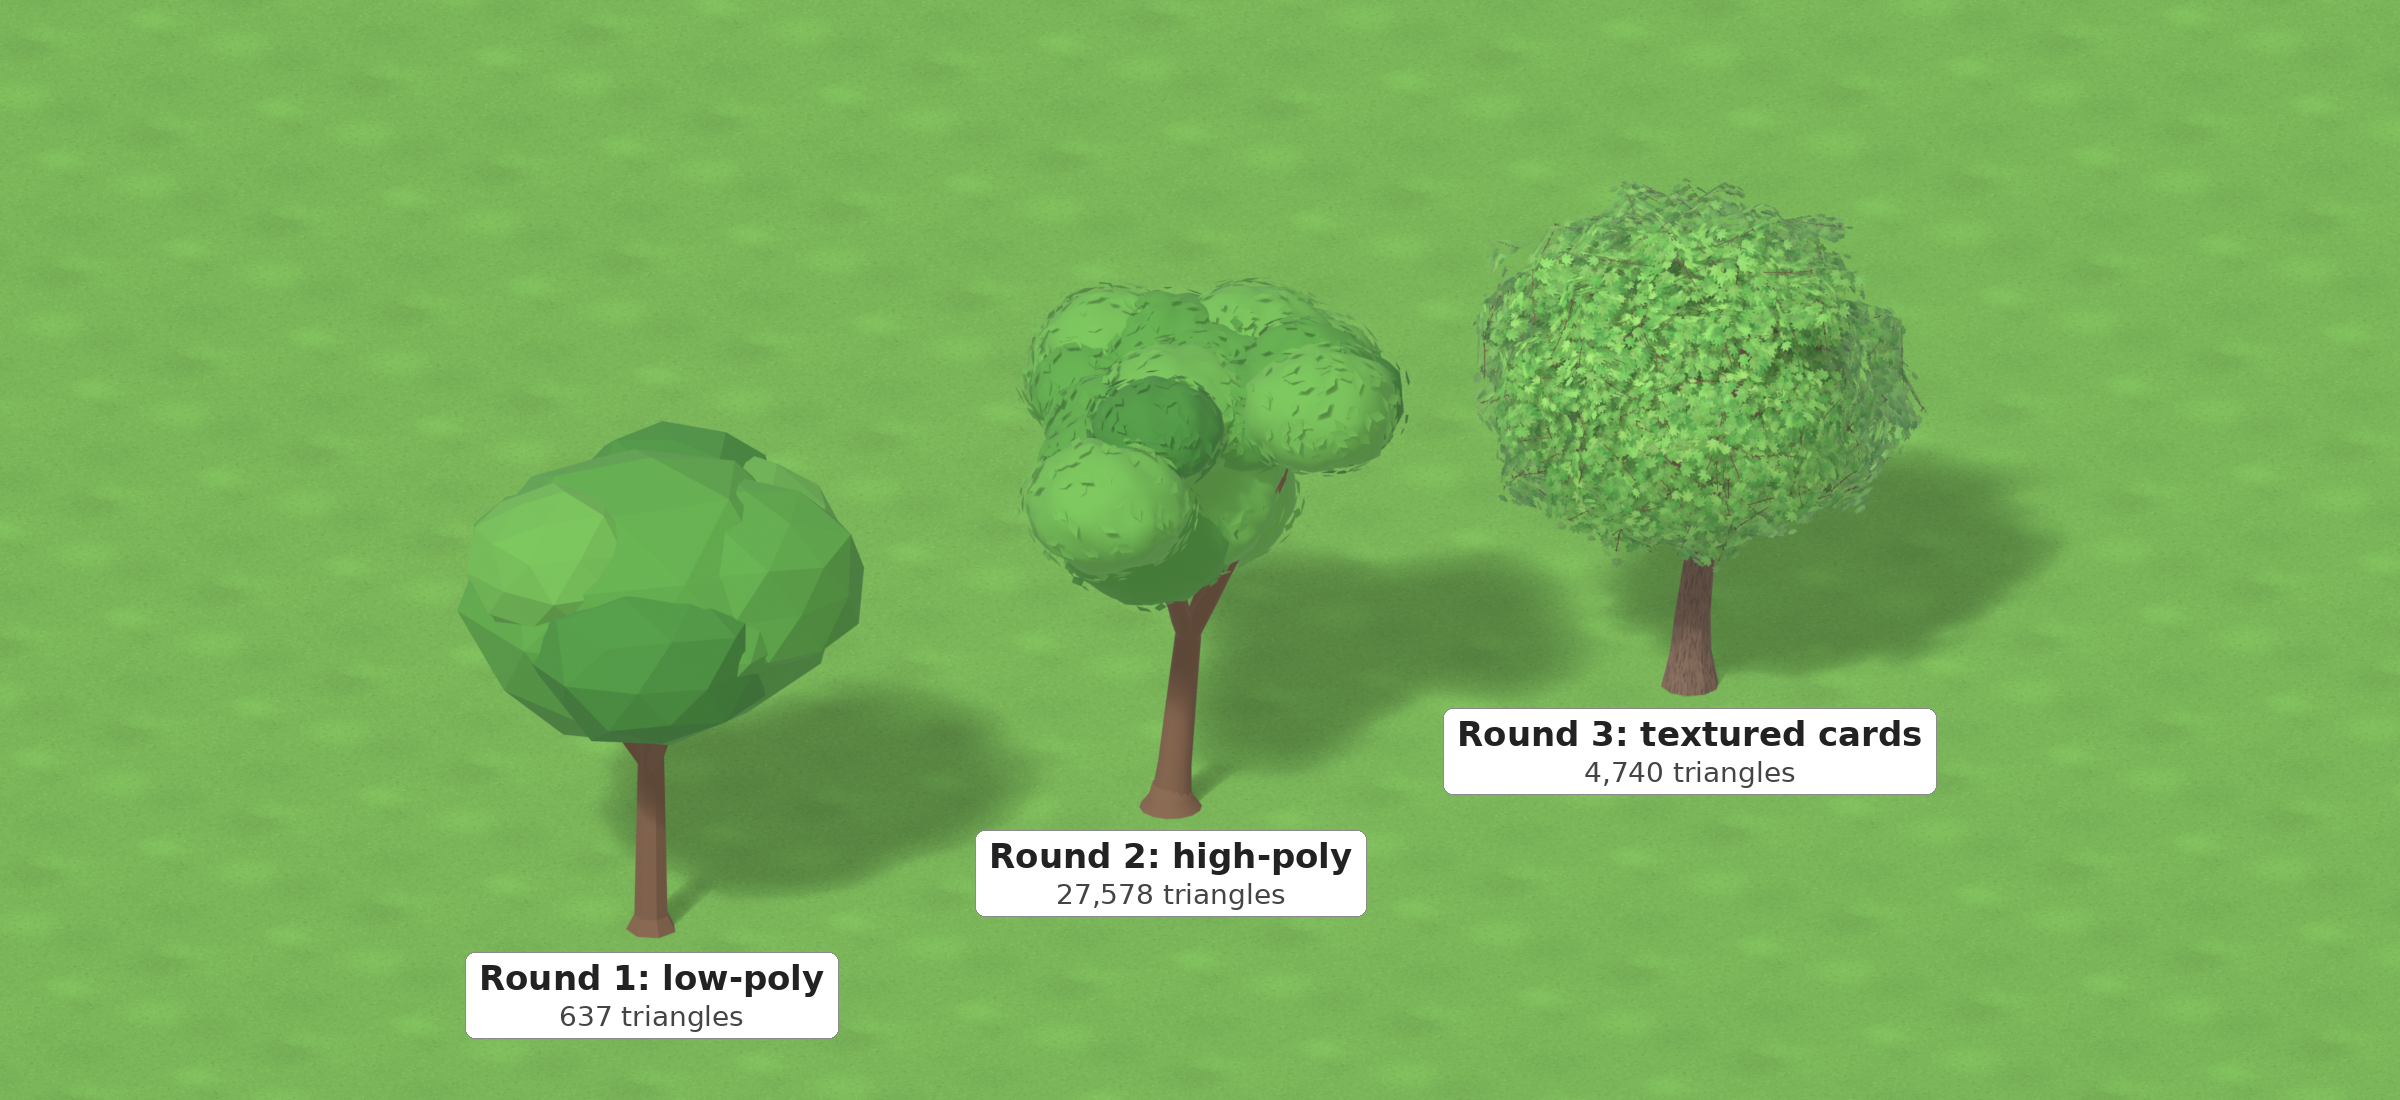 Round 1: low-poly
637 triangles
Round 2: high-poly
27,578 triangles
Round 3: textured cards
4,740 triangles